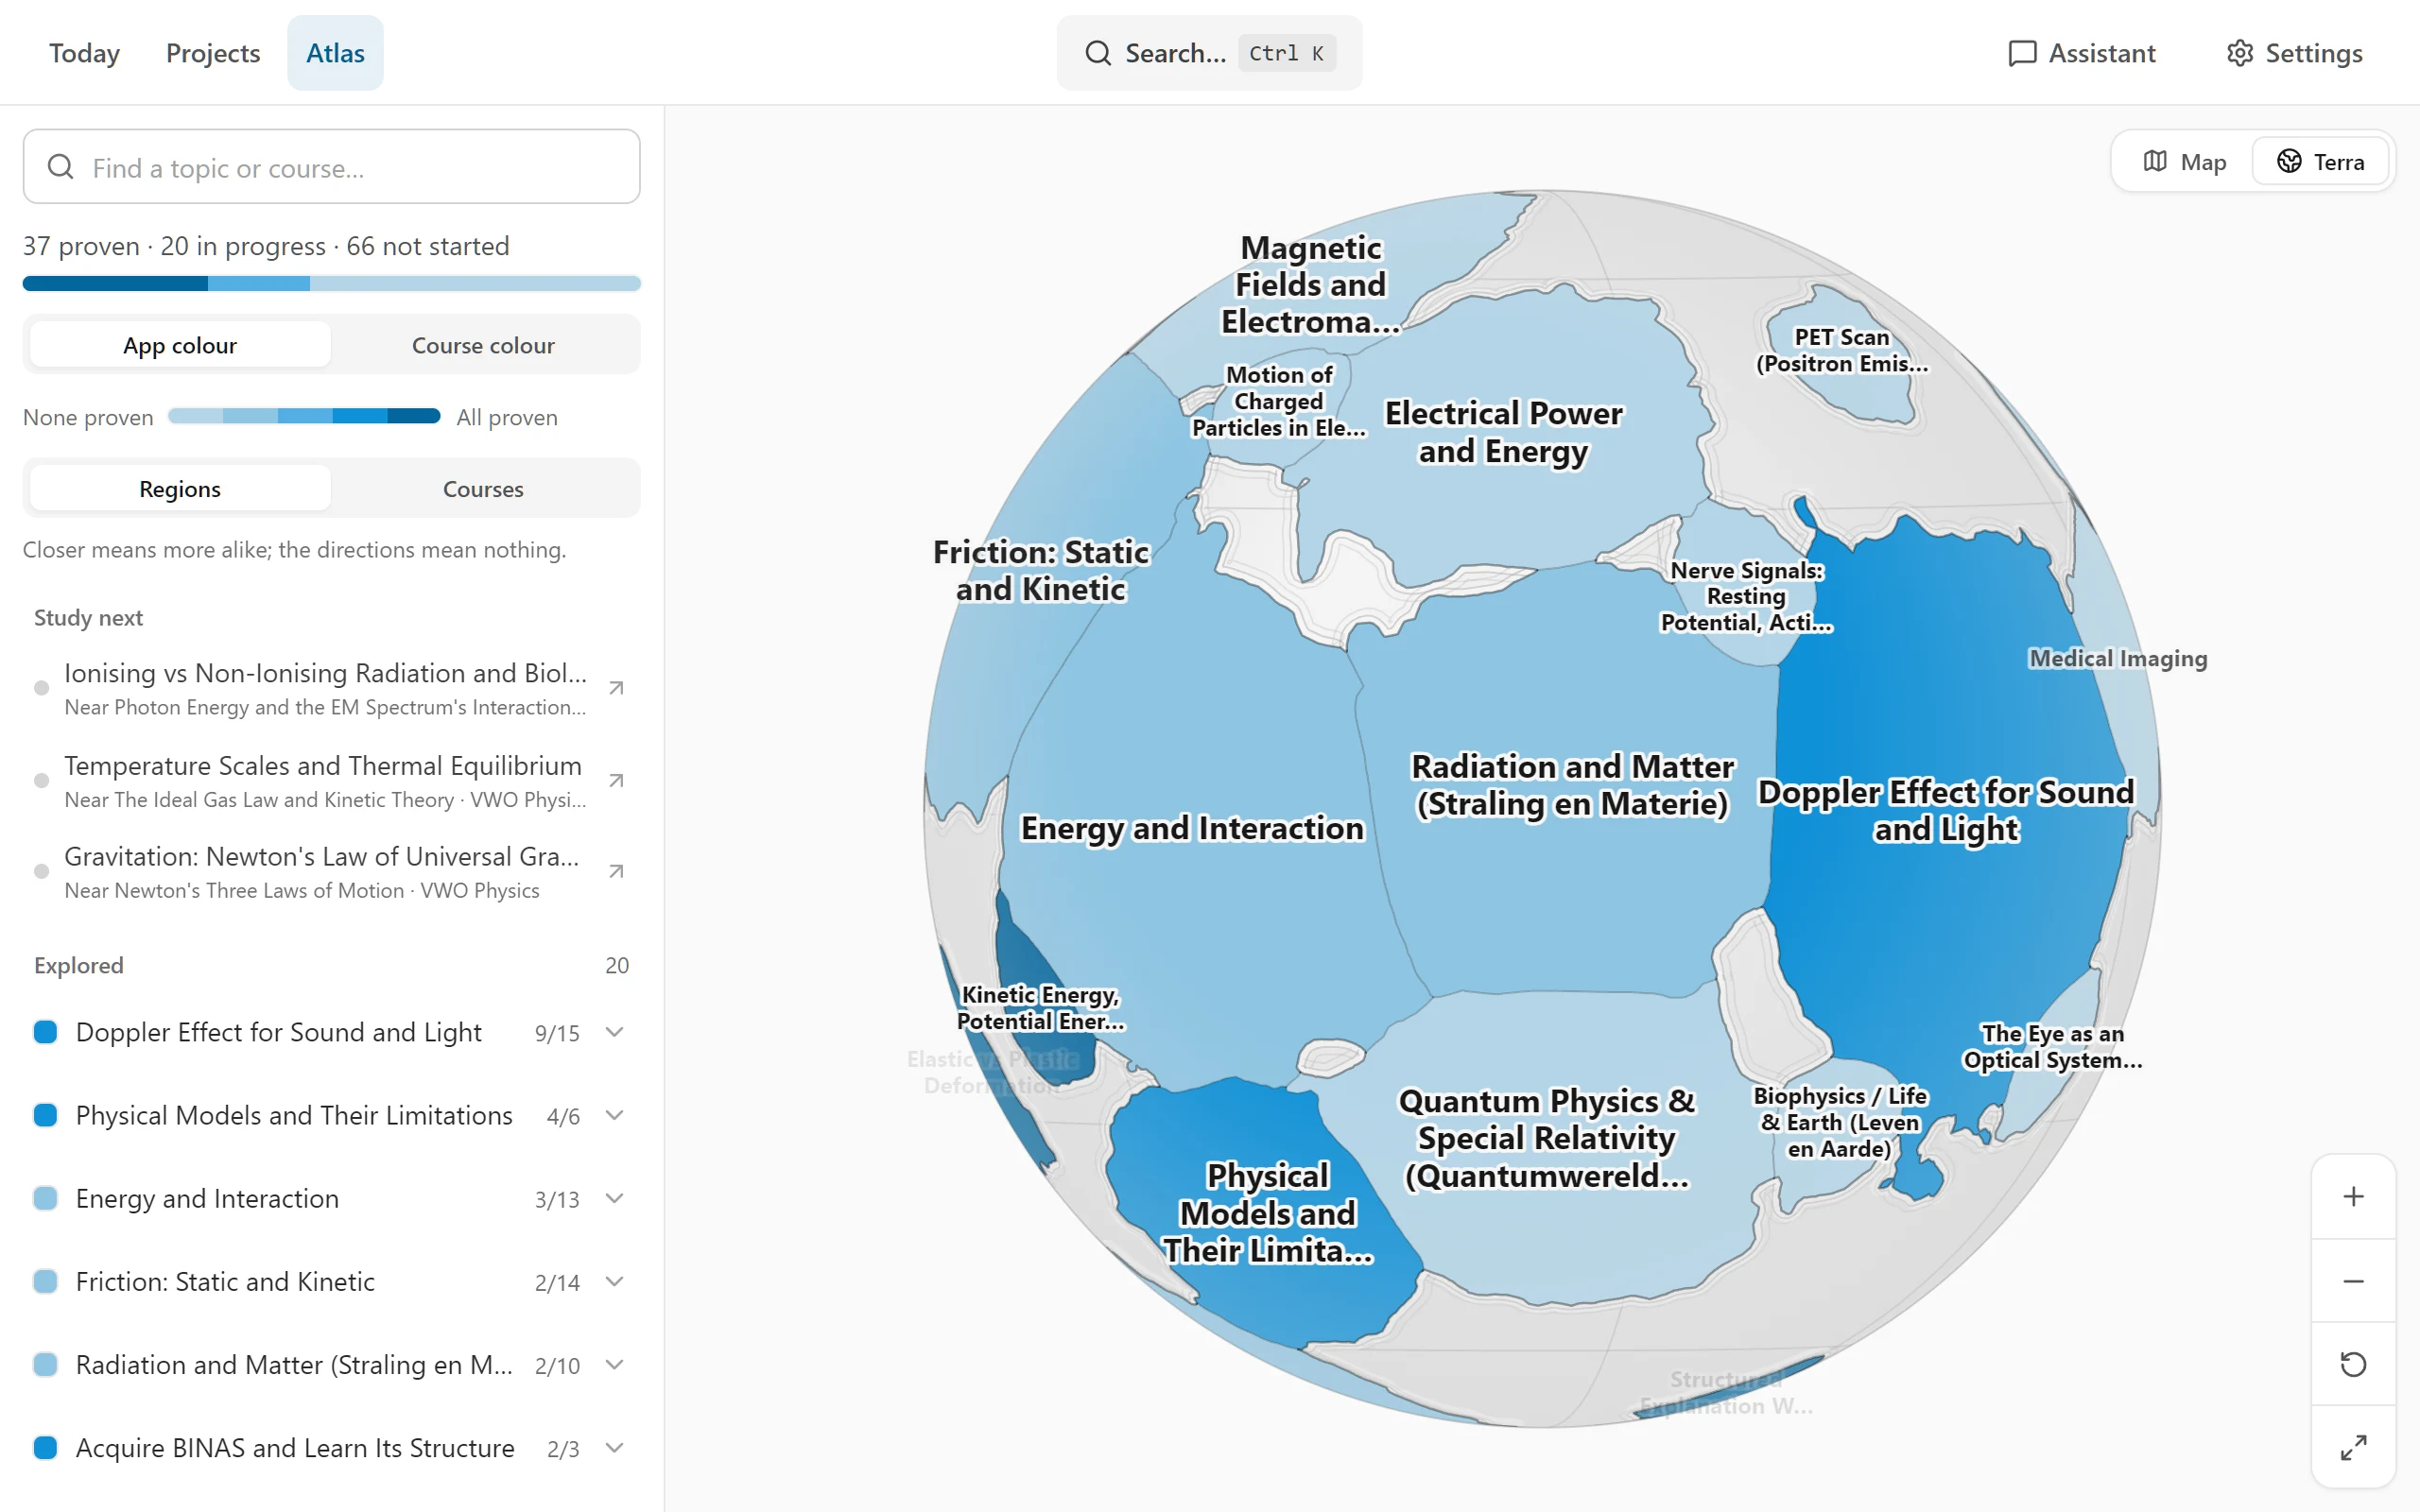 Today
Projects
Atlas
Search...
Ctrl K
Assistant
Settings
Find a topic or course...
37 proven · 20 in progress · 66 not started
App colour
Course colour
None proven
All proven
Regions
Courses
Closer means more alike; the directions mean nothing.
Study next
Ionising vs Non-Ionising Radiation and Biol...
Near Photon Energy and the EM Spectrum's Interaction...
Temperature Scales and Thermal Equilibrium
Near The Ideal Gas Law and Kinetic Theory · VWO Physi...
Gravitation: Newton's Law of Universal Gra...
Near Newton's Three Laws of Motion · VWO Physics
Explored
20
Doppler Effect for Sound and Light
9/15
Physical Models and Their Limitations
4/6
Energy and Interaction
3/13
Friction: Static and Kinetic
2/14
Radiation and Matter (Straling en M...
2/10
Acquire BINAS and Learn Its Structure
2/3
Map
Terra
Magnetic
Fields and
Electroma...
PET Scan
(Positron Emis...
Motion of
Charged
Particles in Ele...
Electrical Power
and Energy
Friction: Static
and Kinetic
Nerve Signals:
Resting
Potential, Acti...
Medical Imaging
Radiation and Matter
(Straling en Materie)
Doppler Effect for Sound
and Light
Energy and Interaction
Kinetic Energy,
Potential Ener...
Elastic vs Plastic
Deformation
The Eye as an
Optical System...
Quantum Physics &
Special Relativity
(Quantumwereld...
Biophysics / Life
& Earth (Leven
en Aarde)
Physical
Models and
Their Limita...
Structured
Explanation W...